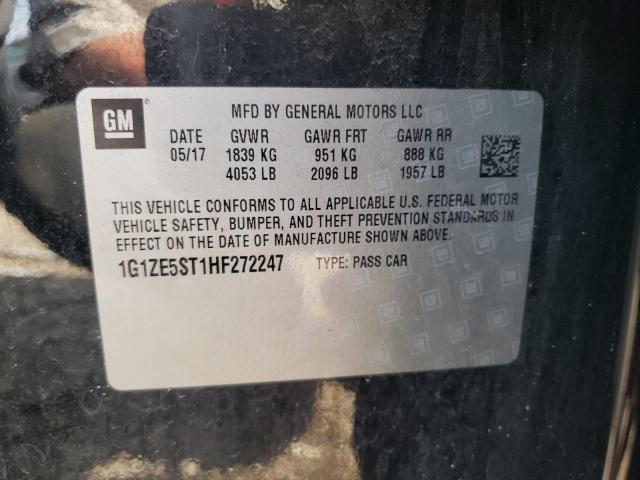 GM ®
MFD BY GENERAL MOTORS LLC
DATE GVWR GAWR FRT GAWR RR
05/17 1839 KG 951 KG 888 KG
4053 LB 2096 LB 1957 LB
THIS VEHICLE CONFORMS TO ALL APPLICABLE U.S. FEDERAL MOTOR
VEHICLE SAFETY, BUMPER, AND THEFT PREVENTION STANDARDS IN
EFFECT ON THE DATE OF MANUFACTURE SHOWN ABOVE.
1G1ZE5ST1HF272247 TYPE: PASS CAR